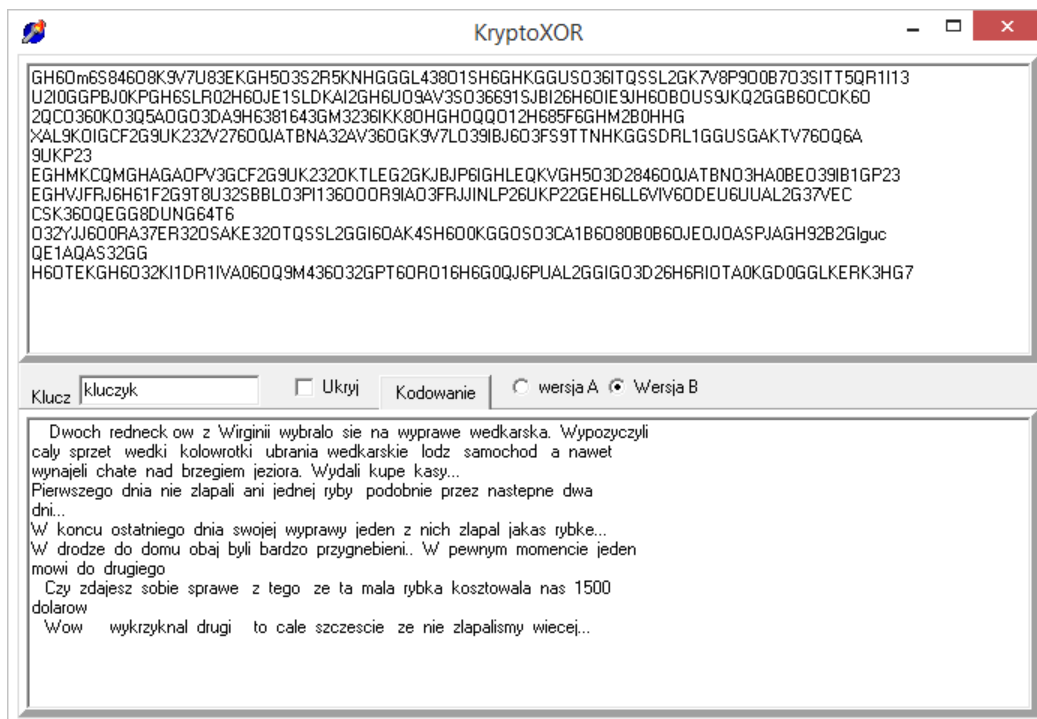 KryptoXOR
GH6Om6S846O8K9V7U83EKGH5O3S2R5KNHGGGL438O1SH6GHKGGUSO36ITQSSL2GK7V8P9O0B7O3SITT5QR1I13
U2I0GGPBJ0KPGH6SLR02H6OJE1SLDKAI2GH6UO9AV3SO36691SJBI26H6OIE9JH6OBOUS9JKQ2GGB6OCOK6O
2QCO36OKO3Q5AOGO3DA9H6381643GM3236IKK8OHGHOQQO12H685F6GHM2B0HHG
XAL9KOIGCF2G9UK232V276O0JATBNA32AV36OGK9V7LO39IBJ6O3FS9TTNHKGGSDRL1GGUSGAKTV76OQ6A
9UKP23
EGHMKCQMGHAGAOPV3GCF2G9UK232OKTLEG2GKJBJP6IGHLEQKVGH5O3D2846O0JATBNO3HA0BEO39IB1GP23
EGHVJFRJ6H61F2G9T8U32SBBLO3PI136OOOR9IAO3FRJJINLP26UKP22GEH6LL6VIV6ODEU6UUAL2G37VEC
CSK36OQEGG8DUNG64T6
O32YJJ6O0RA37ER32OSAKE32OTQSSL2GGI6OAK4SH6O0KGGOSO3CA1B6O80B0B6OJEOJOASPJAGH92B2GIguc
QE1AQAS32GG
H6OTEKGH6O32KI1DR1IVA06OQ9M436O32GPT6ORO16H6G0QJ6PUAL2GGIGO3D26H6RIOTA0KGD0GGLKERK3HG7
Klucz kluczyk Ukryj Kodowanie wersja A Wersja B
Dwoch redneck ow z Wirginii wybralo sie na wyprawe wedkarska. Wypozyczyli
caly sprzet wedki kolowrotki ubrania wedkarskie lodz samochod a nawet
wynajeli chate nad brzegiem jeziora. Wydali kupe kasy...
Pierwszego dnia nie zlapali ani jednej ryby podobnie przez nastepne dwa
dni...
W koncu ostatniego dnia swojej wyprawy jeden z nich zlapal jakas rybke...
W drodze do domu obaj byli bardzo przygnebieni.. W pewnym momencie jeden
mowi do drugiego
Czy zdajesz sobie sprawe z tego ze ta mala rybka kosztowala nas 1500
dolarow
Wow wykrzyknal drugi to cale szczescie ze nie zlapalismy wiecej...